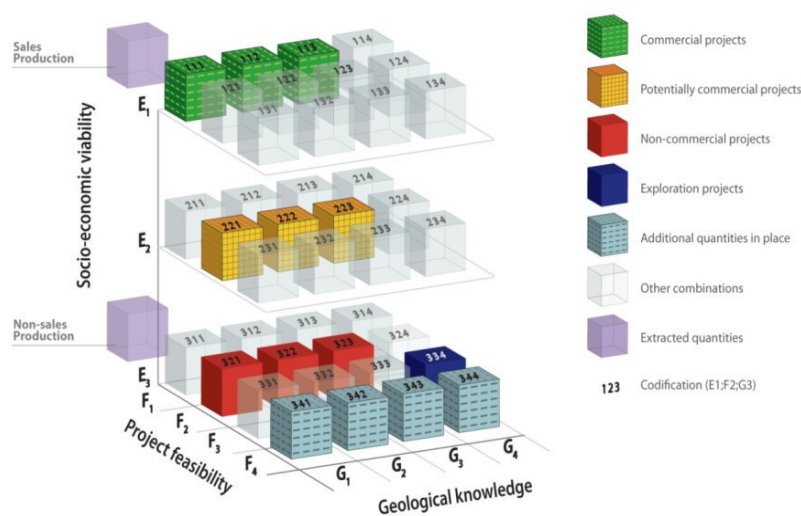 Sales
Production
Non-sales
Production
Socio-economic viability
E1
E2
E3
111 112 113 114
121 122 123 124
131 132 133 134
211 212 213 214
221 222 223 224
231 232 233 234
311 312 313 314
321 322 323 324
331 332 333 334
341 342 343 344
F1
F2
F3
F4
Project feasibility
G1
G2
G3
G4
Geological knowledge
Commercial projects
Potentially commercial projects
Non-commercial projects
Exploration projects
Additional quantities in place
Other combinations
Extracted quantities
123 Codification (E1;F2;G3)